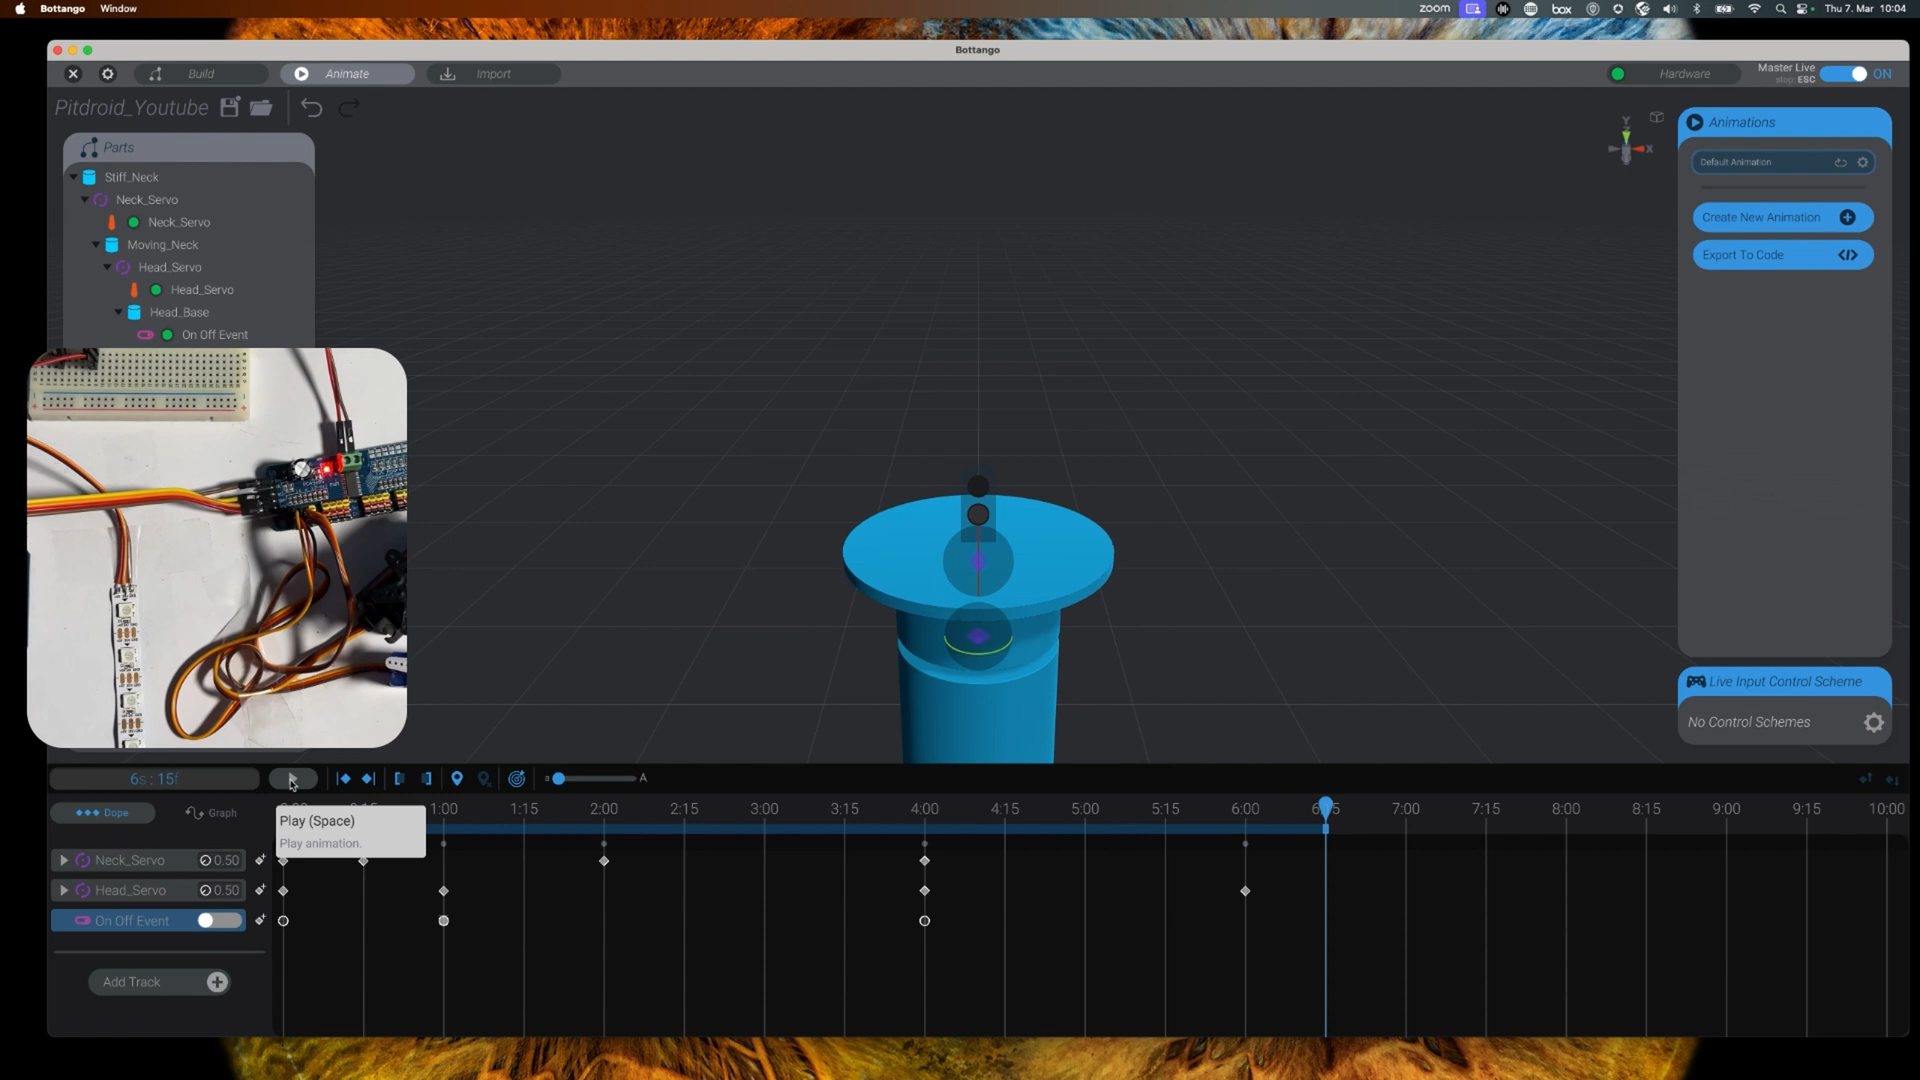 Bottango Window
zoom box Thu 7. Mar 10:04
Bottango
Build Animate Import Hardware Master Live ON
stop: ESC
Pitdroid_Youtube
Parts
Stiff_Neck
Neck_Servo
Neck_Servo
Moving_Neck
Head_Servo
Head_Servo
Head_Base
On Off Event
Y
X
Animations
Default Animation
Create New Animation
Export To Code </>
Live Input Control Scheme
No Control Schemes
6s : 15f
A
Dope Graph
1:00 1:15 2:00 2:15 3:00 3:15 4:00 4:15 5:00 5:15 6:00 6:15 7:00 7:15 8:00 8:15 9:00 9:15 10:00
Play (Space)
Play animation.
Neck_Servo 0.50
Head_Servo 0.50
On Off Event
Add Track